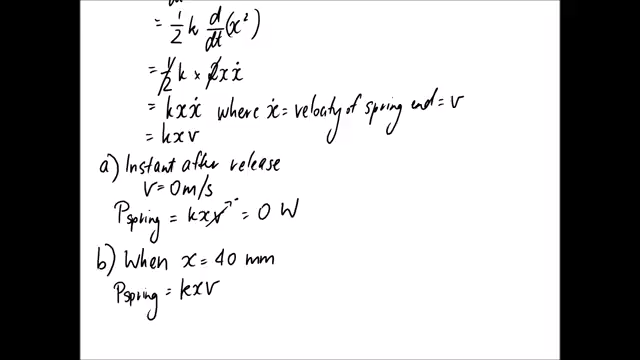 = 1/2 k d/dt (x²)
= 1/2 k × 2xẋ
= kxẋ where ẋ = velocity of spring end = v
= kxv
a) Instant after release
v = 0 m/s
Pspring = kxv = 0 W
b) When x = 40 mm
Pspring = kxv